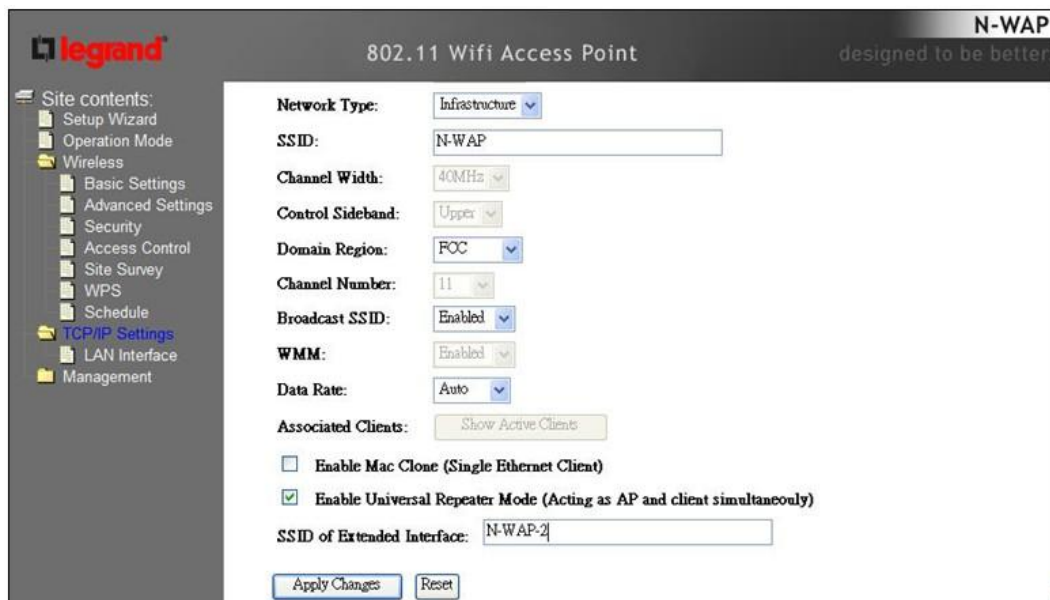 N-WAP
legrand
802.11 Wifi Access Point
designed to be better
Site contents:
Setup Wizard
Operation Mode
Wireless
Basic Settings
Advanced Settings
Security
Access Control
Site Survey
WPS
Schedule
TCP/IP Settings
LAN Interface
Management
Network Type: Infrastructure
SSID: N-WAP
Channel Width: 40MHz
Control Sideband: Upper
Domain Region: FCC
Channel Number: 11
Broadcast SSID: Enabled
WMM: Enabled
Data Rate: Auto
Associated Clients: Show Active Clients
Enable Mac Clone (Single Ethernet Client)
Enable Universal Repeater Mode (Acting as AP and client simultaneouly)
SSID of Extended Interface: N-WAP-2
Apply Changes Reset